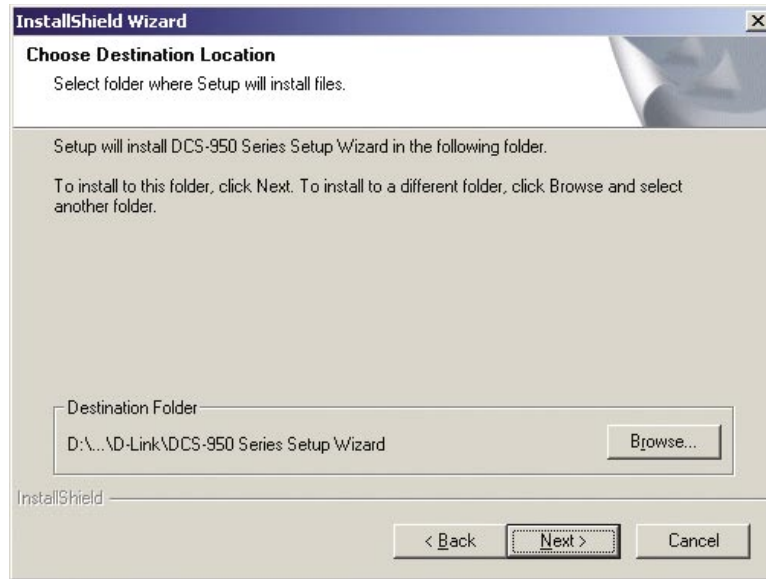 InstallShield Wizard
Choose Destination Location
Select folder where Setup will install files.
Setup will install DCS-950 Series Setup Wizard in the following folder.
To install to this folder, click Next. To install to a different folder, click Browse and select
another folder.
Destination Folder
D:\...\D-Link\DCS-950 Series Setup Wizard
Browse...
InstallShield
< Back
Next >
Cancel